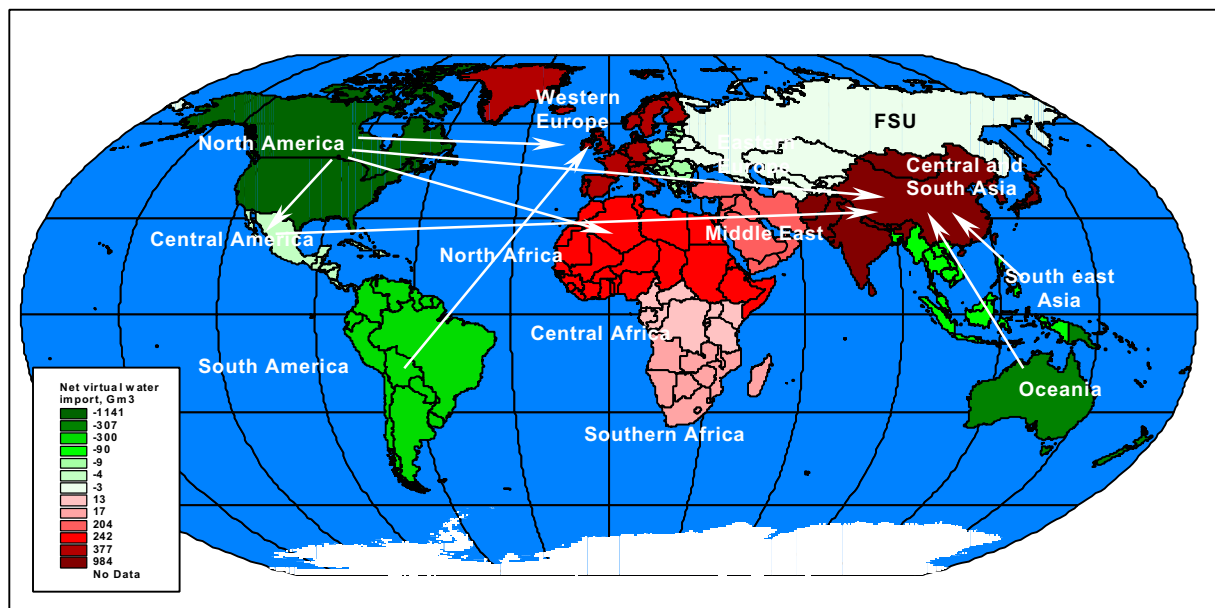 Western
Europe
FSU
North America
Eastern
Europe
Central and
South Asia
Central America
Middle East
North Africa
South east
Asia
Central Africa
South America
Oceania
Southern Africa
Net virtual water
import, Gm3
-1141
-307
-300
-90
-9
-4
-3
13
17
204
242
377
984
No Data